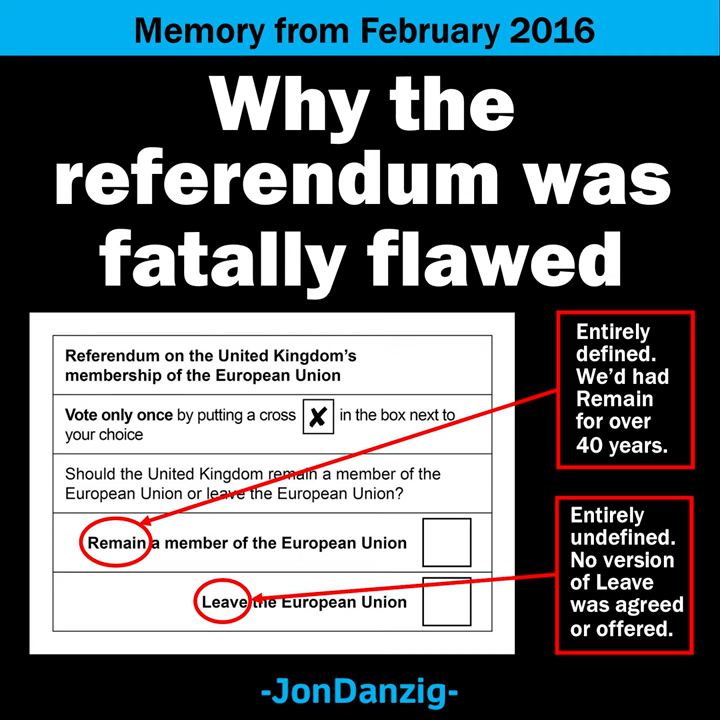 Memory from February 2016
Why the
referendum was
fatally flawed
Referendum on the United Kingdom's
membership of the European Union
Vote only once by putting a cross X in the box next to
your choice
Should the United Kingdom remain a member of the
European Union or leave the European Union?
Remain a member of the European Union
Leave the European Union
Entirely
defined.
We'd had
Remain
for over
40 years.
Entirely
undefined.
No version
of Leave
was agreed
or offered.
-JonDanzig-